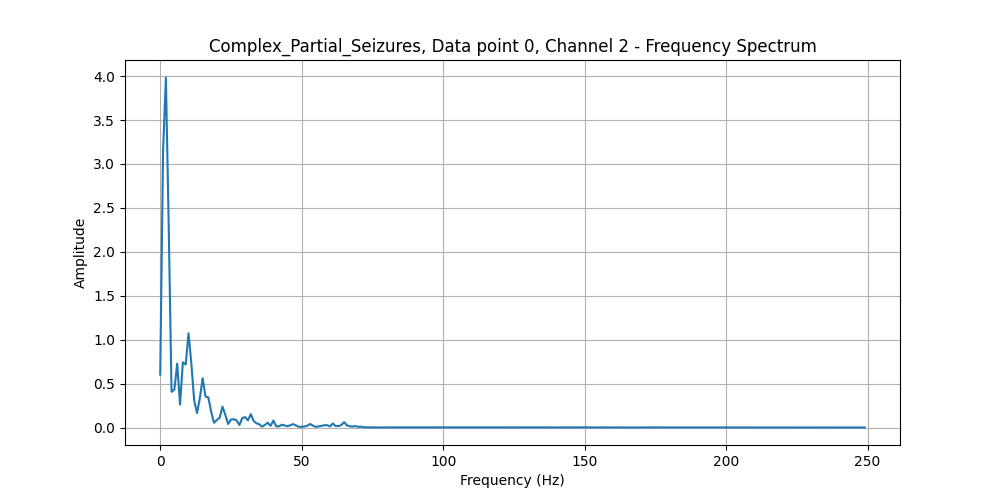 Complex_Partial_Seizures, Data point 0, Channel 2 - Frequency Spectrum
4.0
3.5
3.0
2.5
2.0
1.5
1.0
0.5
0.0
Amplitude
0 50 100 150 200 250
Frequency (Hz)